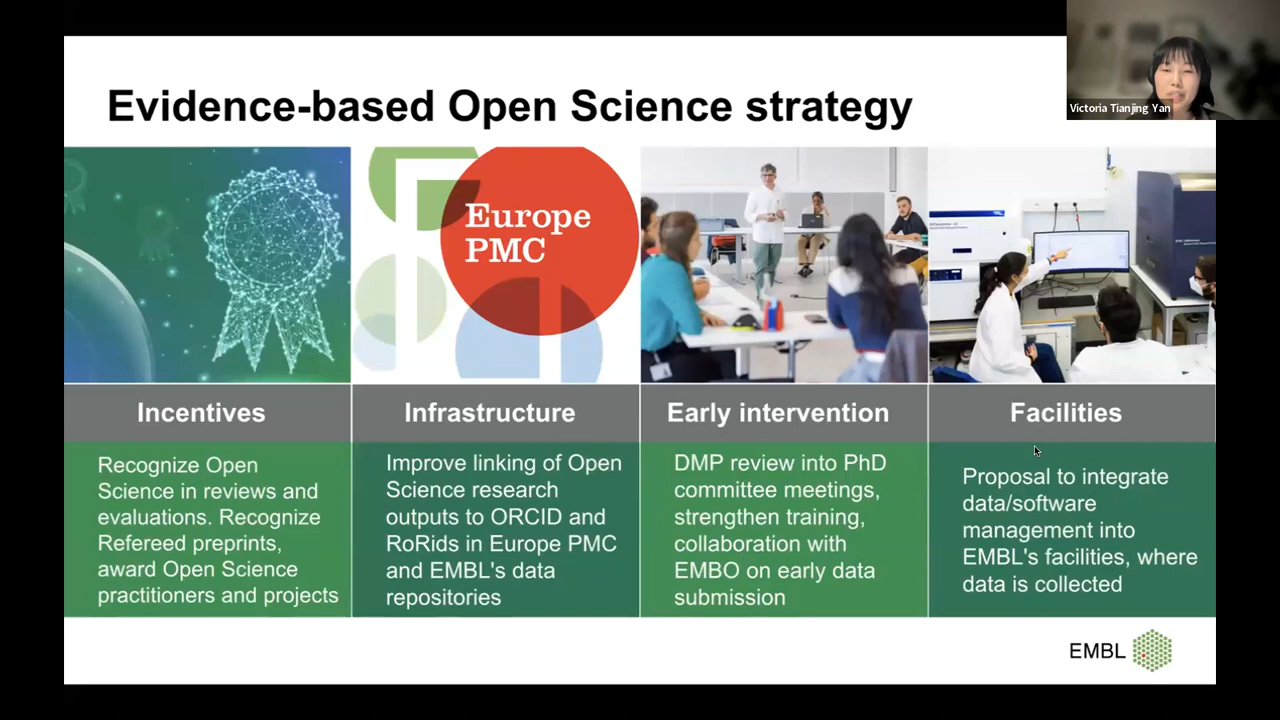 Evidence-based Open Science strategy
Victoria Tianjing Yan
Europe
PMC
Incentives
Infrastructure
Early intervention
Facilities
Recognize Open
Science in reviews and
evaluations. Recognize
Refereed preprints,
award Open Science
practitioners and projects
Improve linking of Open
Science research
outputs to ORCID and
RoRids in Europe PMC
and EMBL's data
repositories
DMP review into PhD
committee meetings,
strengthen training,
collaboration with
EMBO on early data
submission
Proposal to integrate
data/software
management into
EMBL's facilities, where
data is collected
EMBL